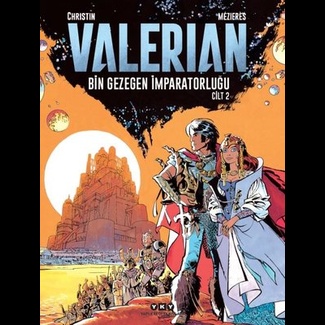 CHRISTIN
MÉZIÈRES
VALERIAN
BİN GEZEGEN İMPARATORLUĞU
CİLT 2
YKY